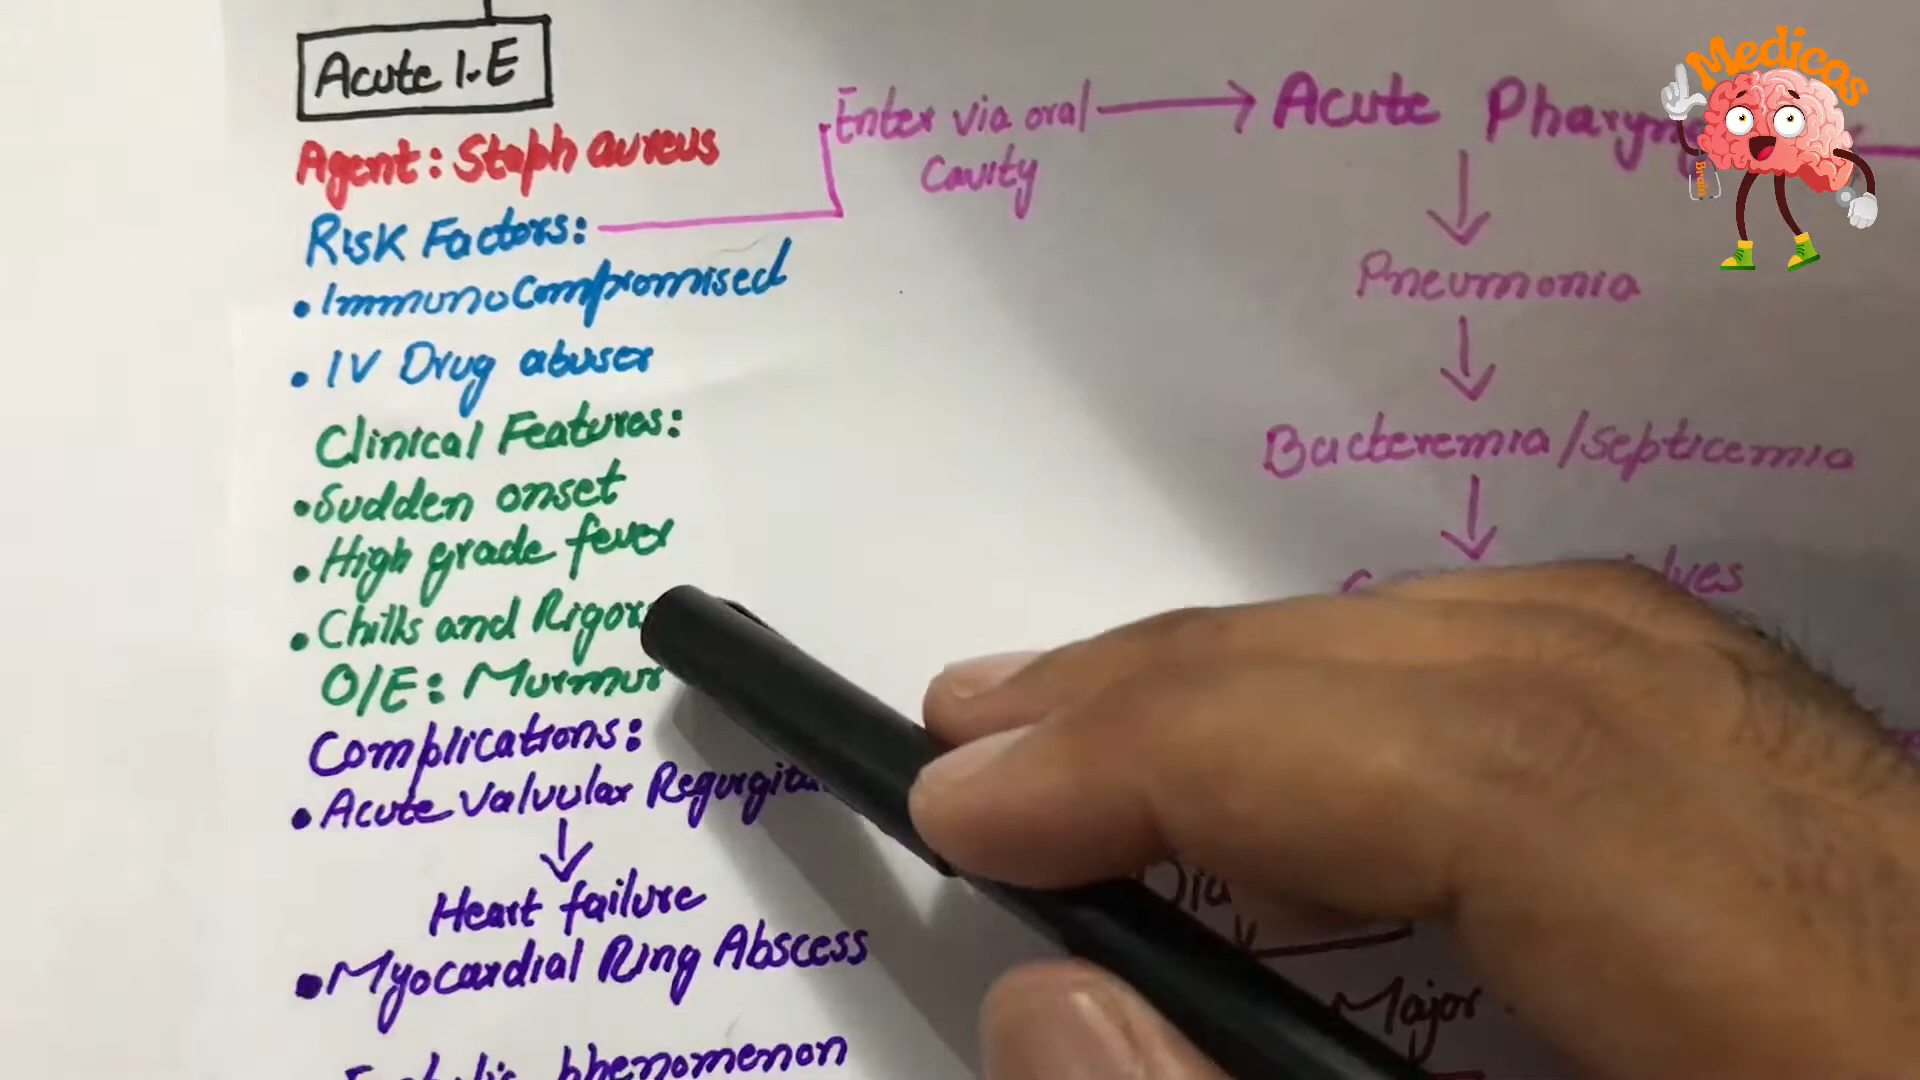 Acute I.E
Agent: Staph aureus
Risk Factors:
• Immunocompromised
• IV Drug abuser
Clinical Features:
• Sudden onset
• High grade fever
• Chills and Rigors
O/E: Murmur
Complications:
• Acute Valvular
Heart failure
• Myocardial Ring Abscess
phenomenon
Enter via oral
Cavity
Acute
Pneumonia
Bacteremia/Septicemia
Major
Medicos
Brain